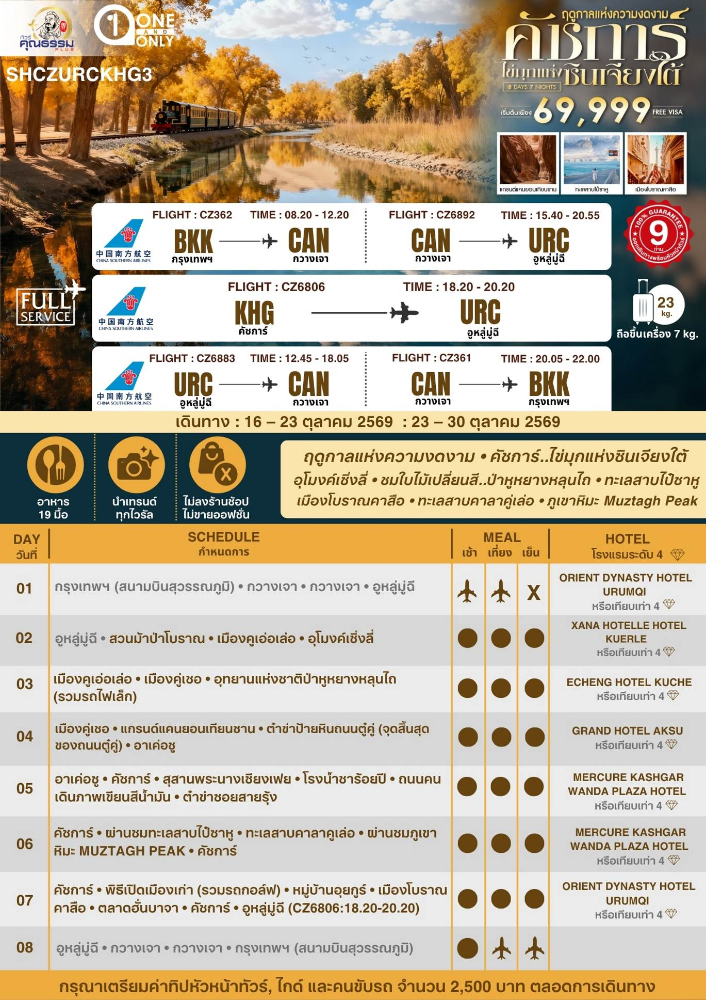 ทัวร์
คุณธรรม
PLUS
ONE
AND
ONLY
SHCZURCKHG3
ฤดูกาลแห่งความงดงาม
คัชการ์
ไข่มุกแห่งซินเจียงใต้
8 DAYS 7 NIGHTS
เริ่มต้นเพียง 69,999 FREE VISA
แกรนด์แคนยอนเทียนซาน
ทะเลสาบไป๋ซาหู
เมืองโบราณคาสือ
FLIGHT : CZ362 TIME : 08.20 - 12.20 FLIGHT : CZ6892 TIME : 15.40 - 20.55
BKK CAN CAN URC
กรุงเทพฯ กวางเจา กวางเจา อูหลู่มู่ฉี
中国南方航空
CHINA SOUTHERN AIRLINES
100% GUARANTEE
9
ท่าน
ออกเดินทางพร้อมหัวหน้าทัวร์
FULL
SERVICE
FLIGHT : CZ6806 TIME : 18.20 - 20.20
KHG URC
คัชการ์ อูหลู่มู่ฉี
中国南方航空
CHINA SOUTHERN AIRLINES
23
kg.
ถือขึ้นเครื่อง 7 kg.
FLIGHT : CZ6883 TIME : 12.45 - 18.05 FLIGHT : CZ361 TIME : 20.05 - 22.00
URC CAN CAN BKK
อูหลู่มู่ฉี กวางเจา กวางเจา กรุงเทพฯ
中国南方航空
CHINA SOUTHERN AIRLINES
เดินทาง : 16 – 23 ตุลาคม 2569 : 23 – 30 ตุลาคม 2569
อาหาร
19 มื้อ
นำเทรนด์
ทุกไวรัล
ไม่ลงร้านช้อป
ไม่ขายออฟชั่น
ฤดูกาลแห่งความงดงาม • คัชการ์..ไข่มุกแห่งซินเจียงใต้
อุโมงค์เซิ่งลี่ • ชมใบไม้เปลี่ยนสี..ป่าหูหยางหลุนไถ • ทะเลสาบไป๋ซาหู
เมืองโบราณคาสือ • ทะเลสาบคาลาคู่เล่อ • ภูเขาหิมะ Muztagh Peak
DAY SCHEDULE MEAL HOTEL
วันที่ กำหนดการ เช้า เที่ยง เย็น โรงแรมระดับ 4
01 กรุงเทพฯ (สนามบินสุวรรณภูมิ) • กวางเจา • กวางเจา • อูหลู่มู่ฉี X ORIENT DYNASTY HOTEL
URUMQI
หรือเทียบเท่า 4
02 อูหลู่มู่ฉี • สวนม้าป่าโบราณ • เมืองคูเอ่อเล่อ • อุโมงค์เซิ่งลี่ XANA HOTELLE HOTEL
KUERLE
หรือเทียบเท่า 4
03 เมืองคูเอ่อเล่อ • เมืองคู่เชอ • อุทยานแห่งชาติป่าหูหยางหลุนไถ
(รวมรถไฟเล็ก)
ECHENG HOTEL KUCHE
หรือเทียบเท่า 4
04 เมืองคู่เชอ • แกรนด์แคนยอนเทียนซาน • ต๋าข่าป้ายหินถนนตู๋คู่ (จุดสิ้นสุด
ของถนนตู๋คู่) • อาเค่อซู
GRAND HOTEL AKSU
หรือเทียบเท่า 4
05 อาเค่อซู • คัชการ์ • สุสานพระนางเซียงเฟย • โรงน้ำชาร้อยปี • ถนนคน
เดินภาพเขียนสีน้ำมัน • ต๋าข่าซอยสายรุ้ง
MERCURE KASHGAR
WANDA PLAZA HOTEL
หรือเทียบเท่า 4
06 คัชการ์ • ผ่านชมทะเลสาบไป๋ซาหู • ทะเลสาบคาลาคูเล่อ • ผ่านชมภูเขา
หิมะ MUZTAGH PEAK • คัชการ์
MERCURE KASHGAR
WANDA PLAZA HOTEL
หรือเทียบเท่า 4
07 คัชการ์ • พิธีเปิดเมืองเก่า (รวมรถกอล์ฟ) • หมู่บ้านอุยกูร์ • เมืองโบราณ
คาสือ • ตลาดฮั่นบาจา • คัชการ์ • อูหลู่มู่ฉี (CZ6806:18.20-20.20)
ORIENT DYNASTY HOTEL
URUMQI
หรือเทียบเท่า 4
08 อูหลู่มู่ฉี • กวางเจา • กวางเจา • กรุงเทพฯ (สนามบินสุวรรณภูมิ)
กรุณาเตรียมค่าทิปหัวหน้าทัวร์, ไกด์ และคนขับรถ จำนวน 2,500 บาท ตลอดการเดินทาง